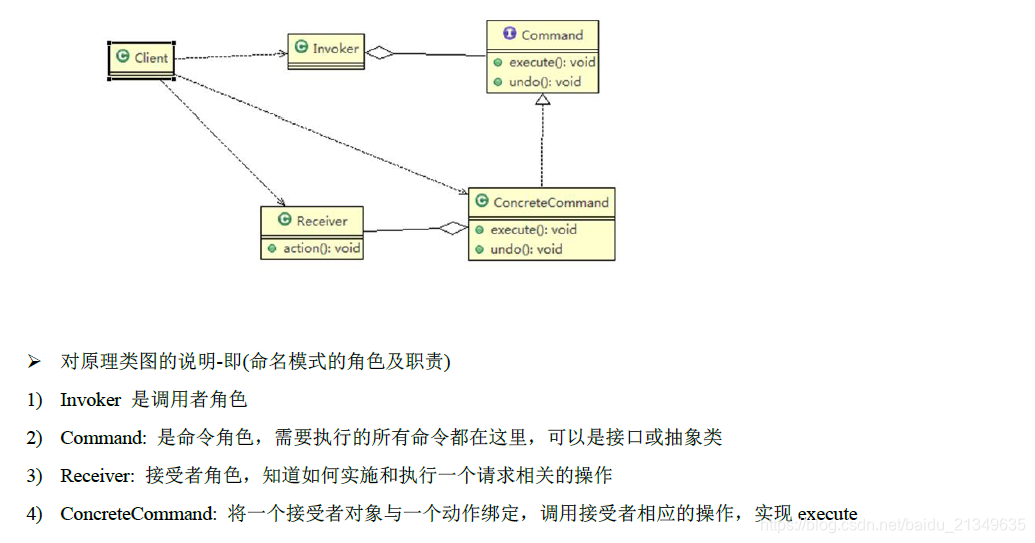 Client
Invoker
Command
execute(): void
undo(): void
Receiver
action(): void
ConcreteCommand
execute(): void
undo(): void
➢ 对原理类图的说明-即(命名模式的角色及职责)
1) Invoker 是调用者角色
2) Command: 是命令角色，需要执行的所有命令都在这里，可以是接口或抽象类
3) Receiver: 接受者角色，知道如何实施和执行一个请求相关的操作
4) ConcreteCommand: 将一个接受者对象与一个动作绑定，调用接受者相应的操作，实现 execute
https://blog.csdn.net/baidu_21349635